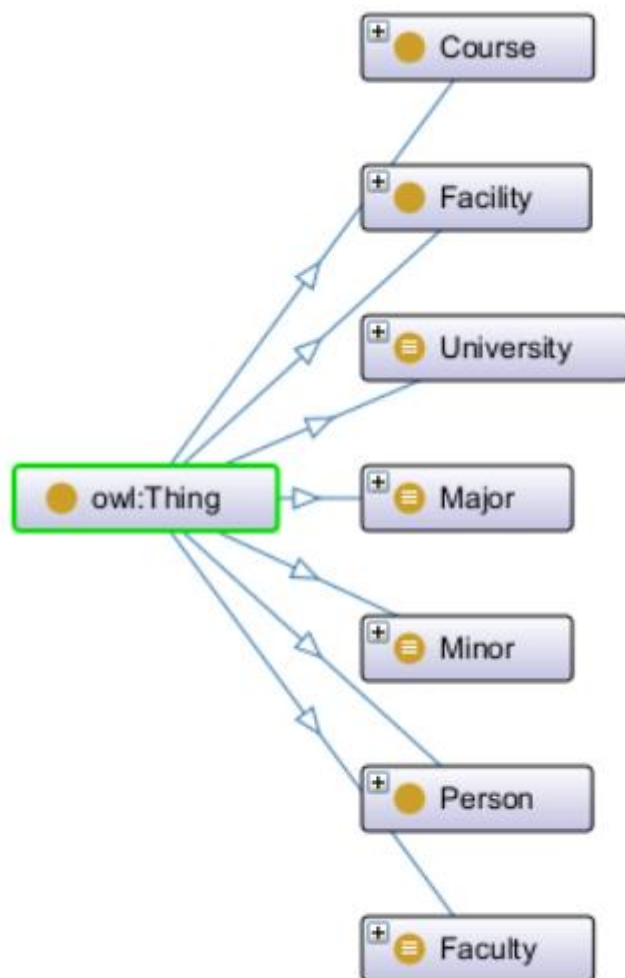 Course
Facility
University
owl:Thing
Major
Minor
Person
Faculty